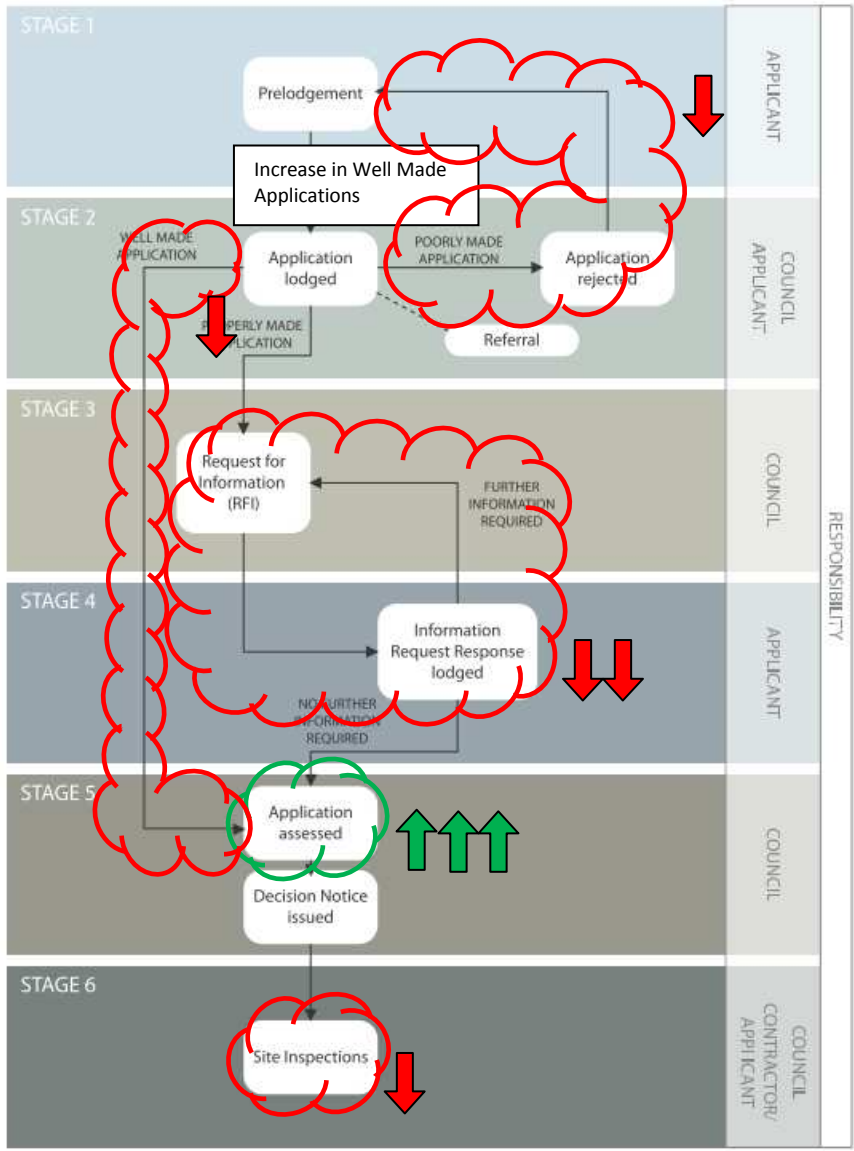 STAGE 1
Prelodgement
Increase in Well Made
Applications
APPLICANT
STAGE 2
WELL MADE
APPLICATION
Application
lodged
POORLY MADE
APPLICATION
Application
rejected
PROPERLY MADE
APPLICATION
Referral
COUNCIL
APPLICANT
STAGE 3
Request for
Information
(RFI)
FURTHER
INFORMATION
REQUIRED
COUNCIL
RESPONSIBILITY
STAGE 4
Information
Request Response
lodged
NO FURTHER
INFORMATION
REQUIRED
APPLICANT
STAGE 5
Application
assessed
Decision Notice
issued
COUNCIL
STAGE 6
Site Inspections
COUNCIL
CONTRACTOR/
APPLICANT